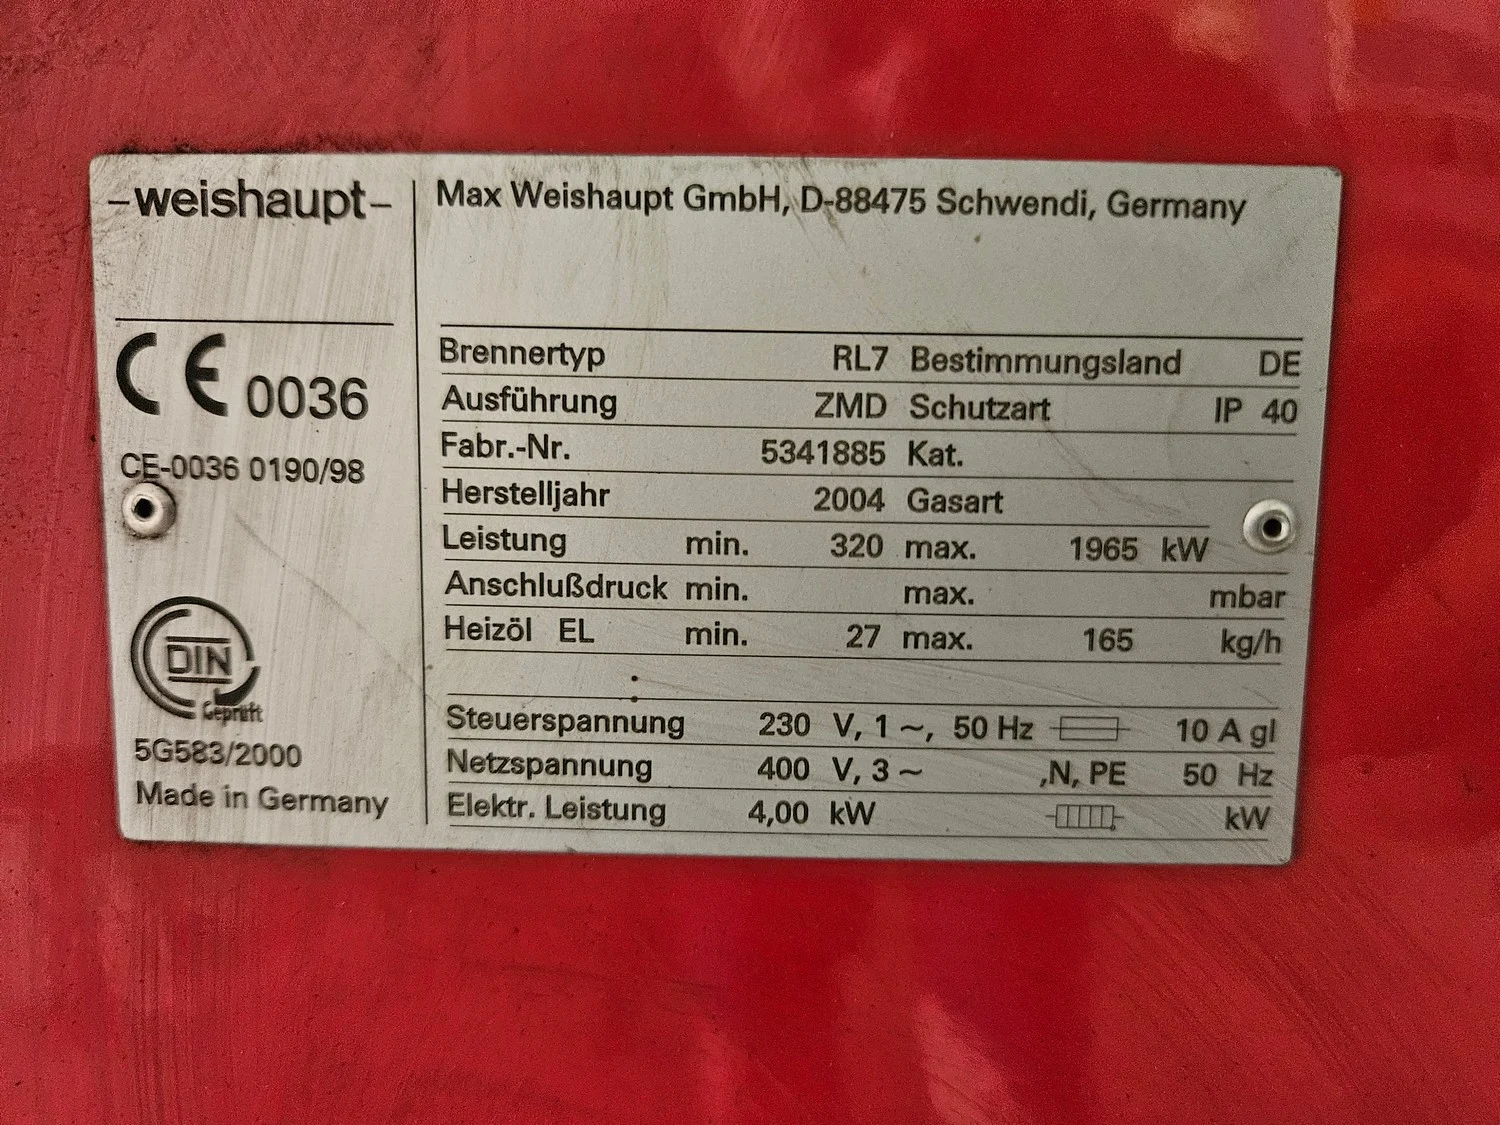 -weishaupt-
Max Weishaupt GmbH, D-88475 Schwendi, Germany
CE 0036
CE-0036 0190/98
DIN
Geprüft
5G583/2000
Made in Germany
Brennertyp RL7 Bestimmungsland DE
Ausführung ZMD Schutzart IP 40
Fabr.-Nr. 5341885 Kat.
Herstelljahr 2004 Gasart
Leistung min. 320 max. 1965 kW
Anschlußdruck min. max. mbar
Heizöl EL min. 27 max. 165 kg/h
Steuerspannung 230 V, 1 ~, 50 Hz 10 A gl
Netzspannung 400 V, 3 ~ ,N, PE 50 Hz
Elektr. Leistung 4,00 kW kW